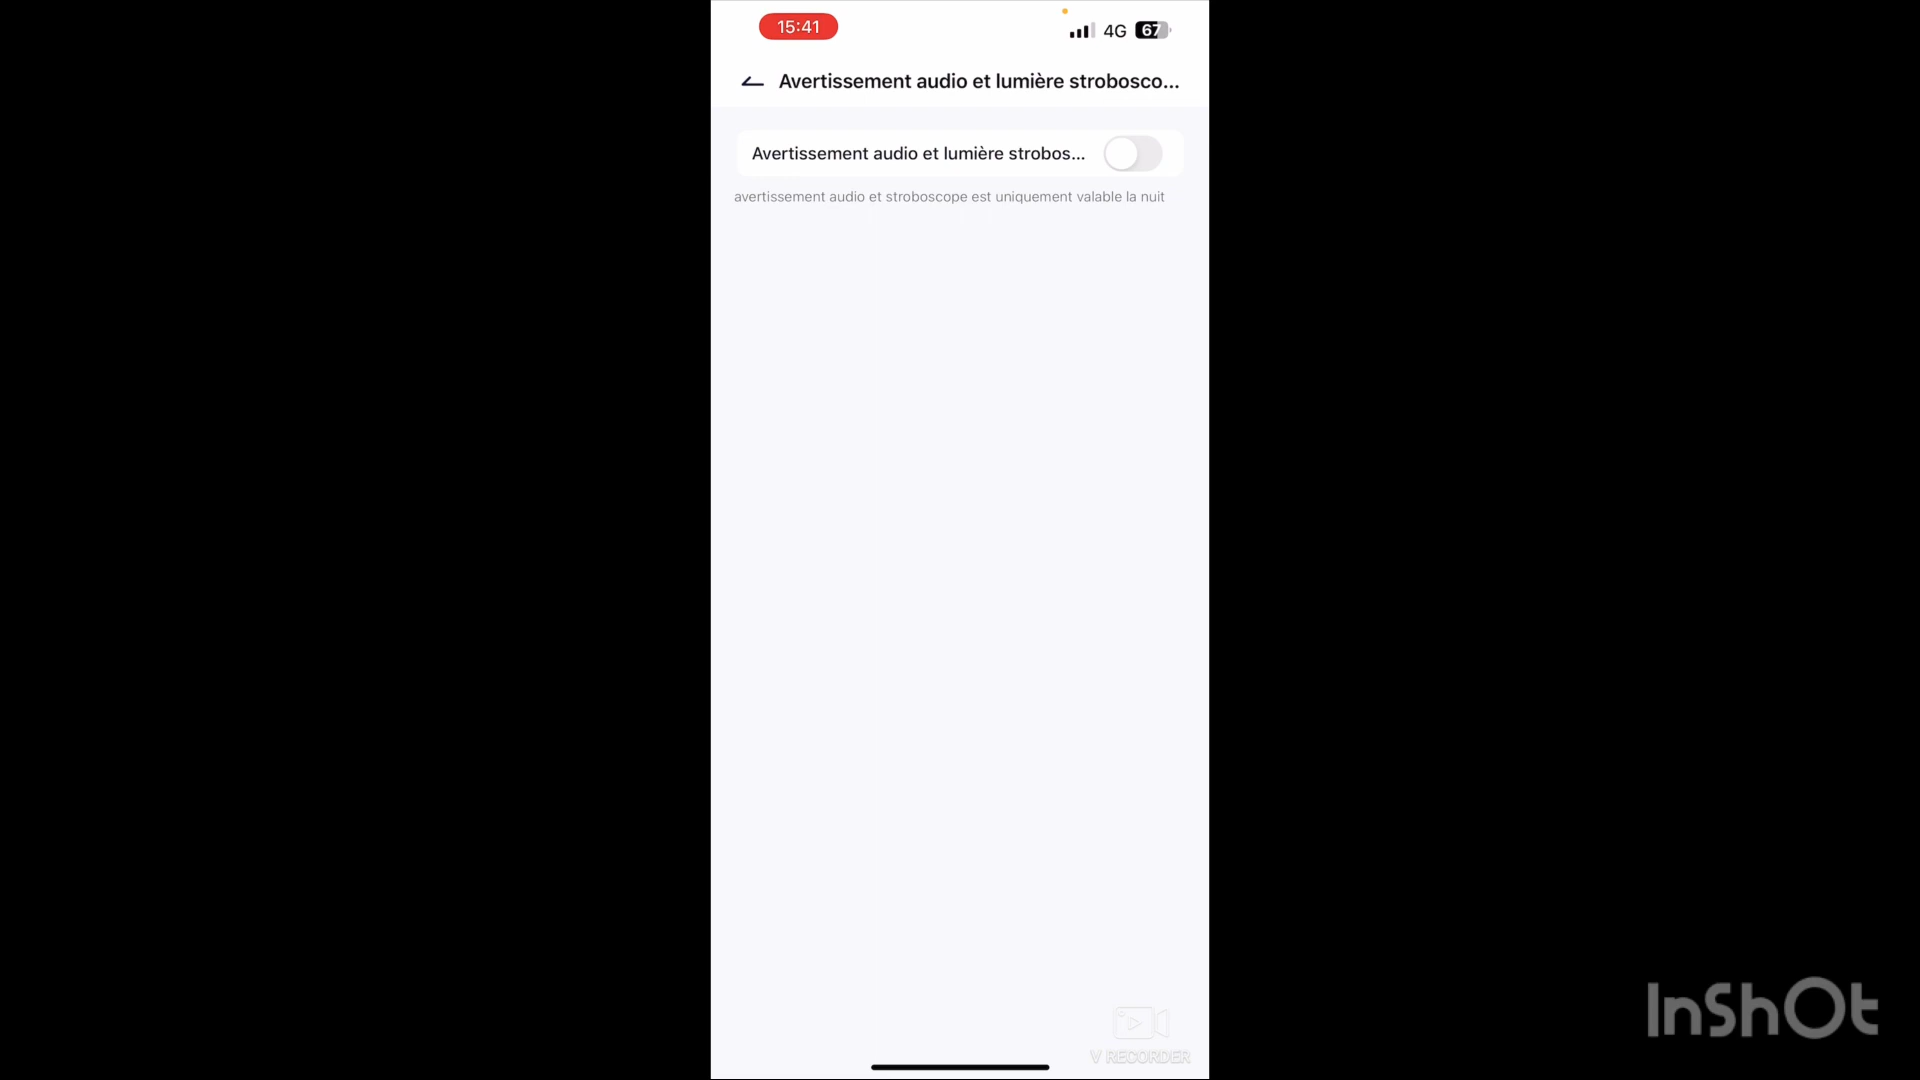 15:41
4G 67
Avertissement audio et lumière strobosco...
Avertissement audio et lumière strobos...
avertissement audio et stroboscope est uniquement valable la nuit
V RECORDER
InShOt